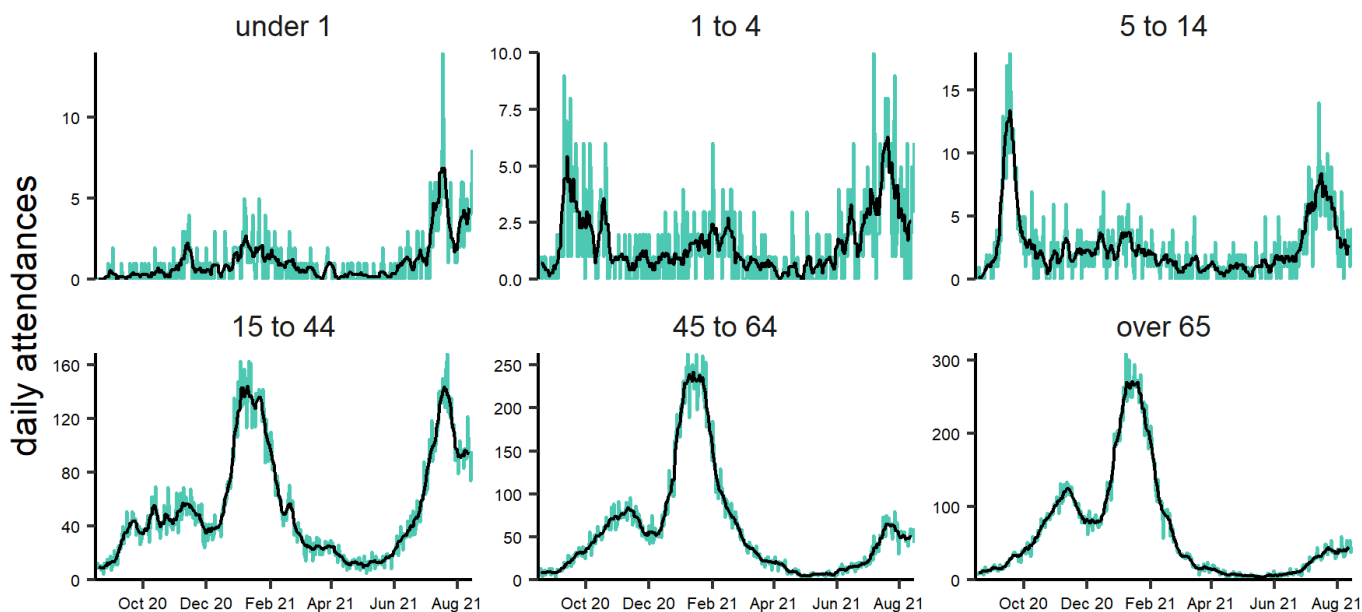 under 1
1 to 4
5 to 14
10
5
0
10.0
7.5
5.0
2.5
0.0
15
10
5
0
daily attendances
15 to 44
45 to 64
over 65
160
120
80
40
0
250
200
150
100
50
0
300
200
100
0
Oct 20 Dec 20 Feb 21 Apr 21 Jun 21 Aug 21
Oct 20 Dec 20 Feb 21 Apr 21 Jun 21 Aug 21
Oct 20 Dec 20 Feb 21 Apr 21 Jun 21 Aug 21